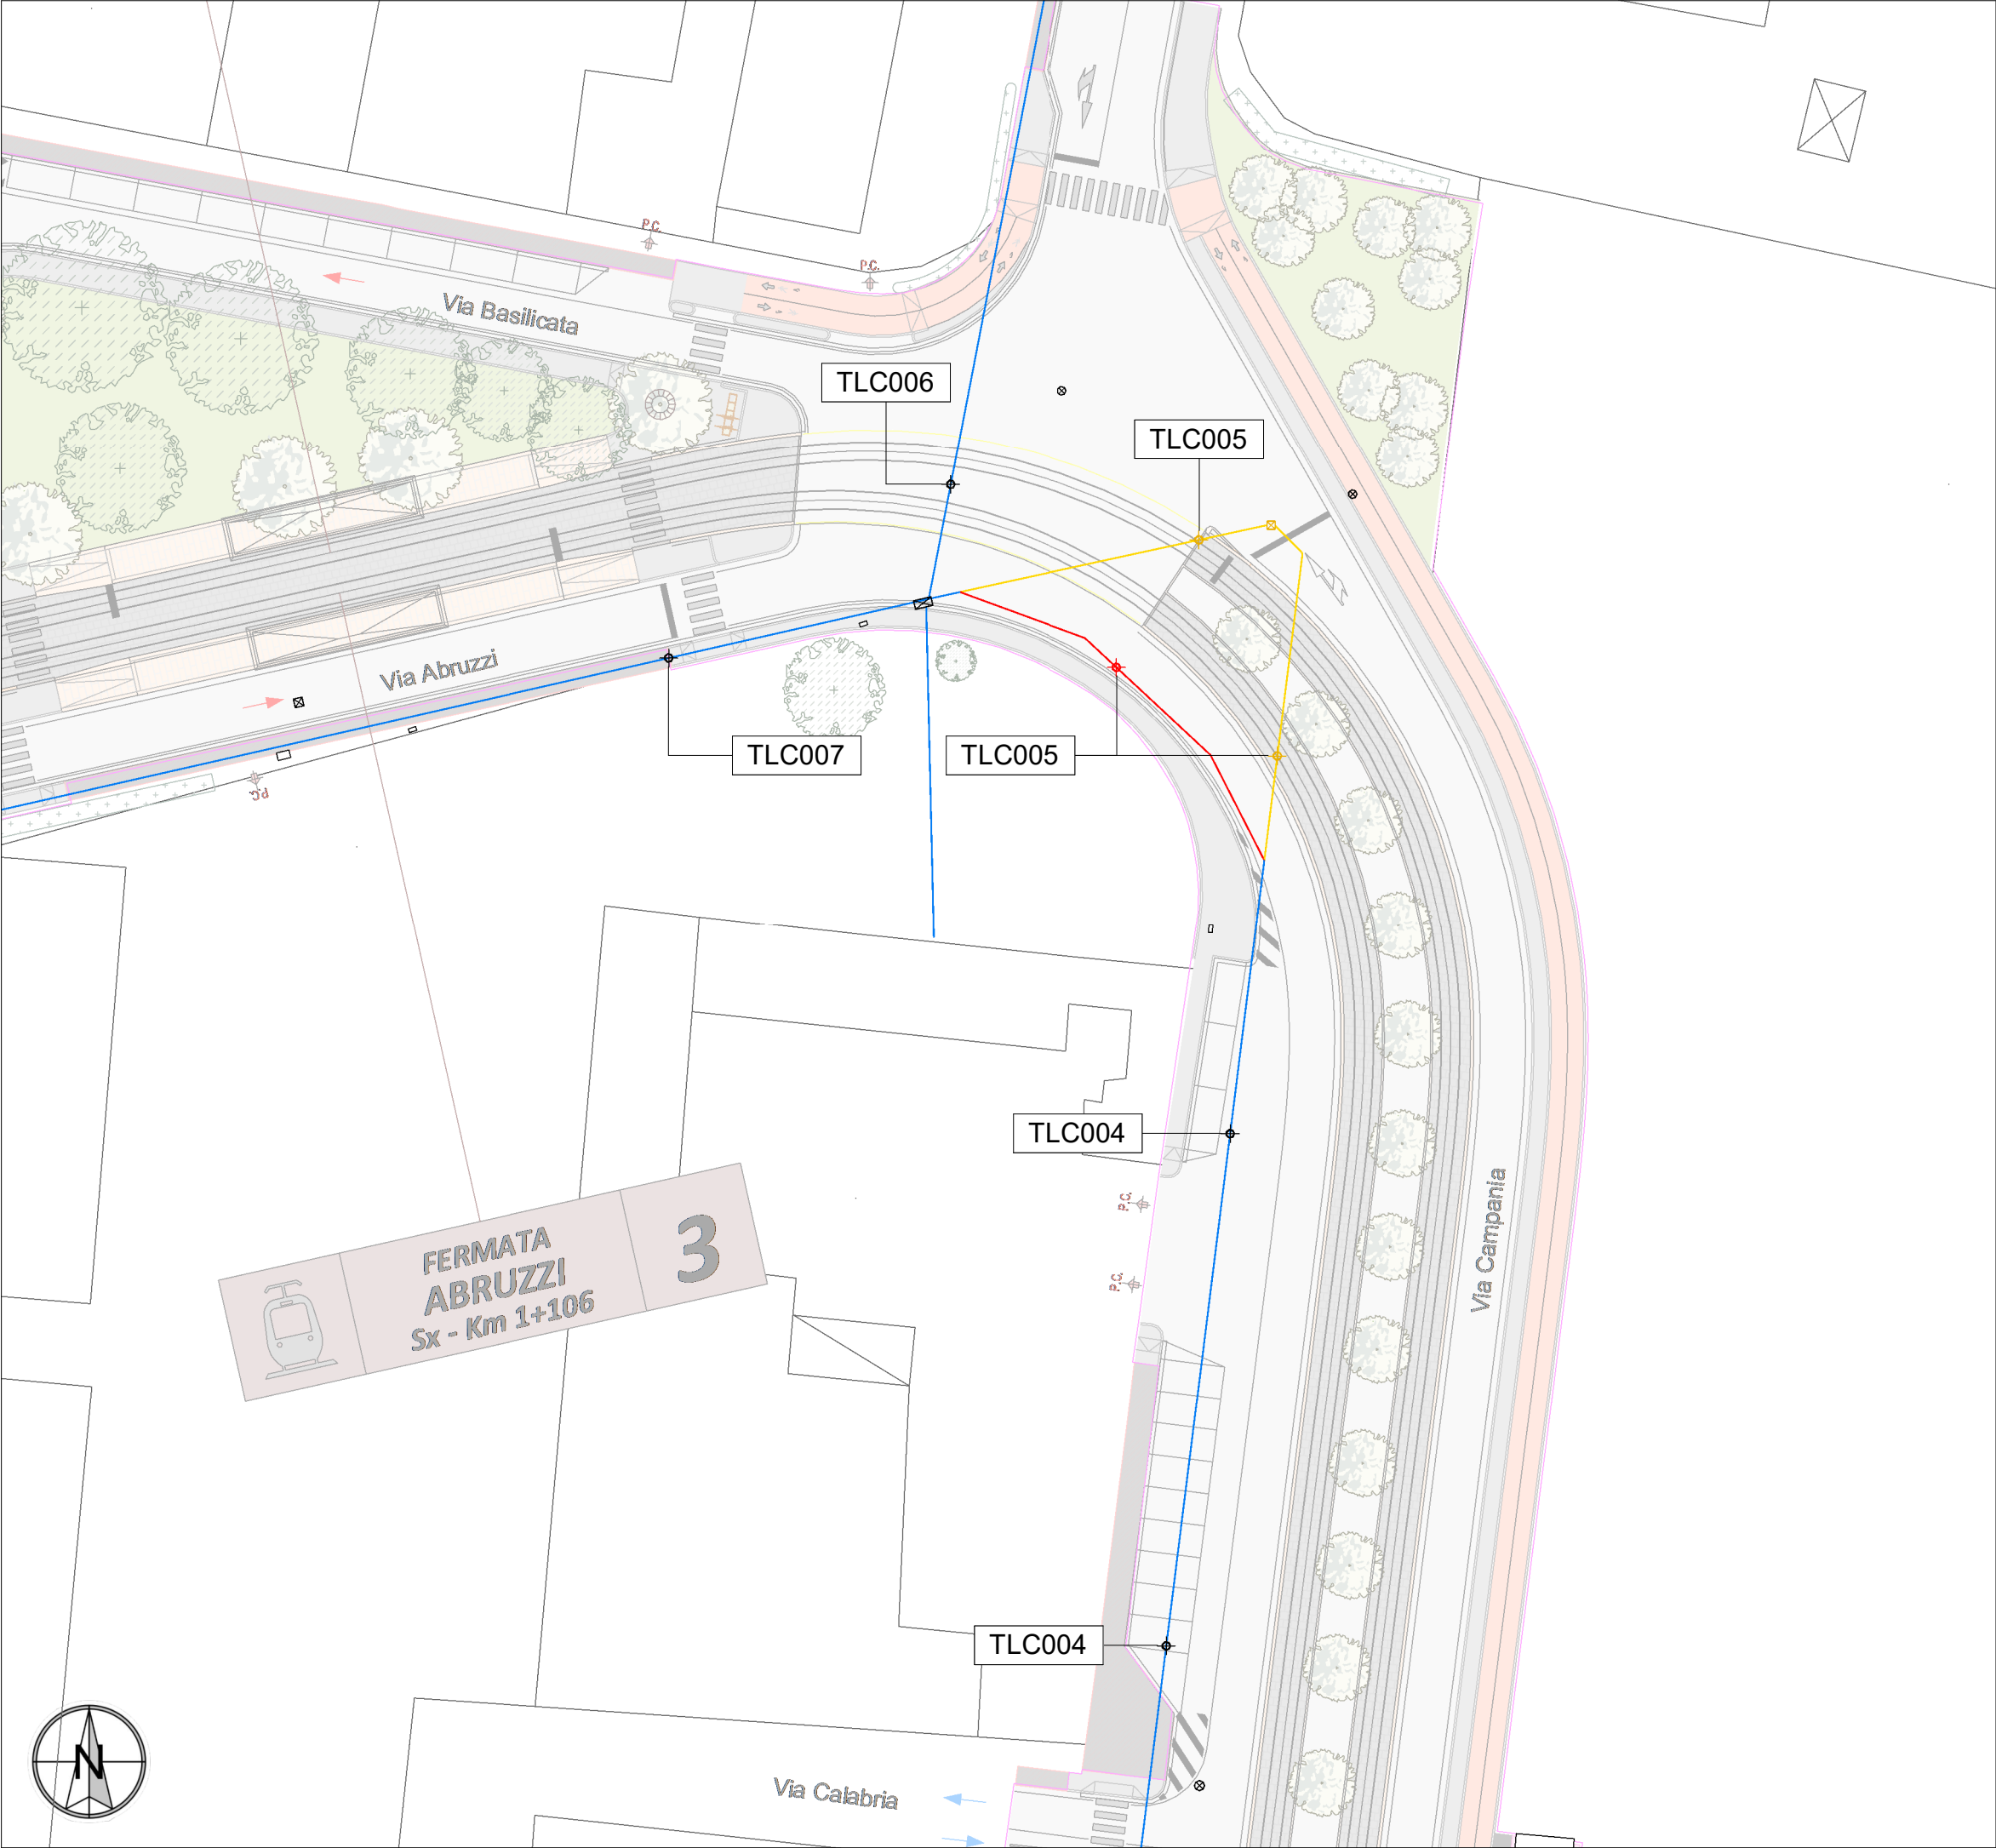 P.C.
P.C.
Via Basilicata
TLC006
TLC005
Via Abruzzi
TLC007
TLC005
P.C.
TLC004
P.C.
Via Campania
FERMATA
ABRUZZI
Sx - Km 1+106
3
P.C.
TLC004
N
Via Calabria